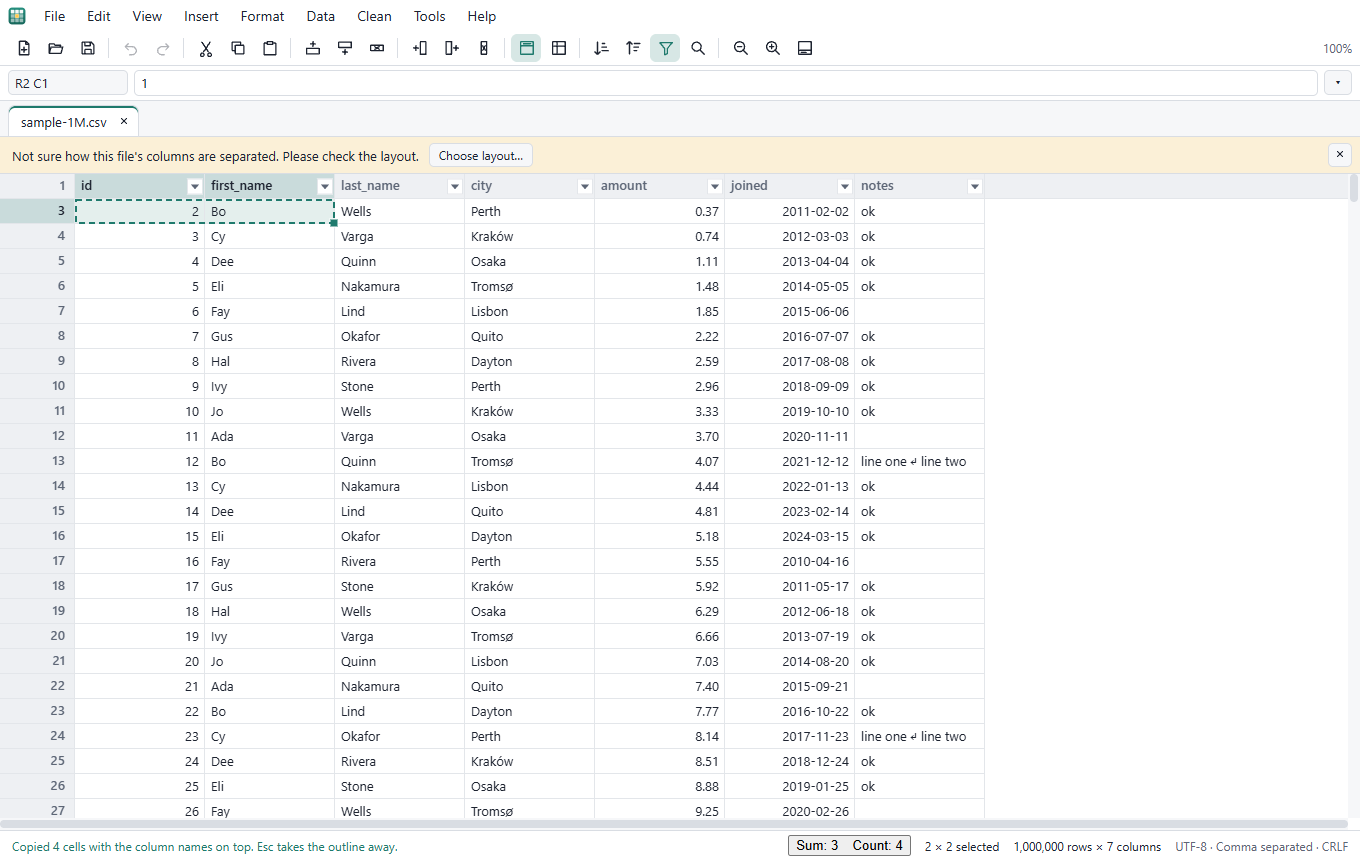 File Edit View Insert Format Data Clean Tools Help
100%
R2 C1 1
sample-1M.csv ×
Not sure how this file's columns are separated. Please check the layout. Choose layout... ×
1 id first_name last_name city amount joined notes
3 2 Bo Wells Perth 0.37 2011-02-02 ok
4 3 Cy Varga Kraków 0.74 2012-03-03 ok
5 4 Dee Quinn Osaka 1.11 2013-04-04 ok
6 5 Eli Nakamura Tromsø 1.48 2014-05-05 ok
7 6 Fay Lind Lisbon 1.85 2015-06-06
8 7 Gus Okafor Quito 2.22 2016-07-07 ok
9 8 Hal Rivera Dayton 2.59 2017-08-08 ok
10 9 Ivy Stone Perth 2.96 2018-09-09 ok
11 10 Jo Wells Kraków 3.33 2019-10-10 ok
12 11 Ada Varga Osaka 3.70 2020-11-11
13 12 Bo Quinn Tromsø 4.07 2021-12-12 line one ↵ line two
14 13 Cy Nakamura Lisbon 4.44 2022-01-13 ok
15 14 Dee Lind Quito 4.81 2023-02-14 ok
16 15 Eli Okafor Dayton 5.18 2024-03-15 ok
17 16 Fay Rivera Perth 5.55 2010-04-16
18 17 Gus Stone Kraków 5.92 2011-05-17 ok
19 18 Hal Wells Osaka 6.29 2012-06-18 ok
20 19 Ivy Varga Tromsø 6.66 2013-07-19 ok
21 20 Jo Quinn Lisbon 7.03 2014-08-20 ok
22 21 Ada Nakamura Quito 7.40 2015-09-21
23 22 Bo Lind Dayton 7.77 2016-10-22 ok
24 23 Cy Okafor Perth 8.14 2017-11-23 line one ↵ line two
25 24 Dee Rivera Kraków 8.51 2018-12-24 ok
26 25 Eli Stone Osaka 8.88 2019-01-25 ok
27 26 Fay Wells Tromsø 9.25 2020-02-26
Copied 4 cells with the column names on top. Esc takes the outline away. Sum: 3 Count: 4 2 × 2 selected 1,000,000 rows × 7 columns UTF-8 · Comma separated · CRLF